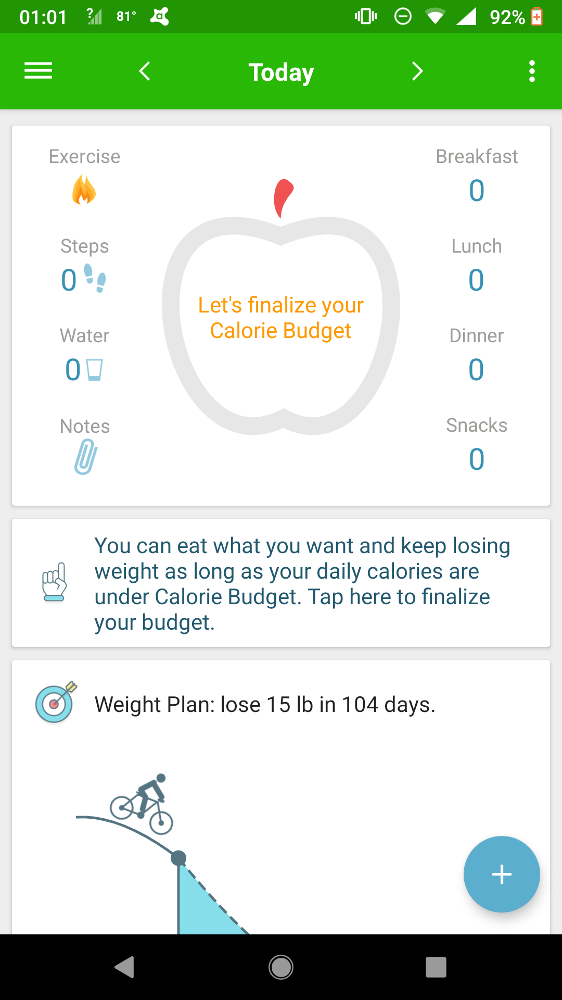 01:01 ? 81° a 92%
Today
Exercise
Breakfast
0
Steps
0
Lunch
0
Let's finalize your
Calorie Budget
Water
0
Dinner
0
Notes
Snacks
0
You can eat what you want and keep losing
weight as long as your daily calories are
under Calorie Budget. Tap here to finalize
your budget.
Weight Plan: lose 15 lb in 104 days.
+